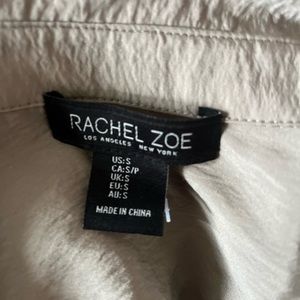 RACHEL ZOE
LOS ANGELES NEW YORK
US:S
CA:S/P
UK:S
EU:S
AU:S
MADE IN CHINA